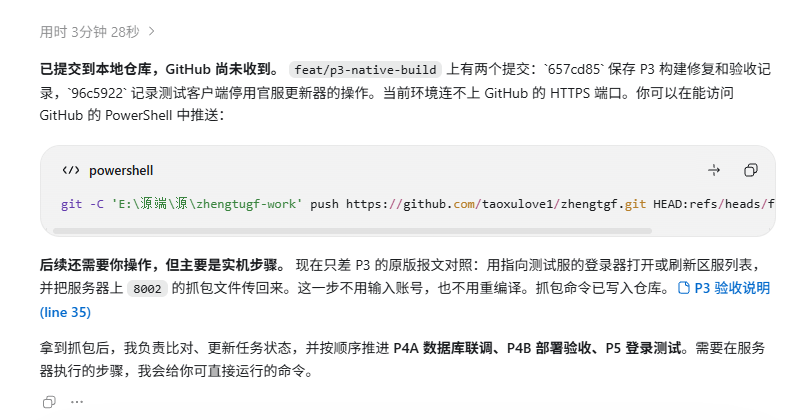 用时 3分钟 28秒
已提交到本地仓库，GitHub 尚未收到。 feat/p3-native-build 上有两个提交：`657cd85` 保存 P3 构建修复和验收记
录，`96c5922` 记录测试客户端停用官服更新器的操作。当前环境连不上 GitHub 的 HTTPS 端口。你可以在能访问
GitHub 的 PowerShell 中推送：
powershell
git -C 'E:\源端\源\zhengtugf-work' push https://github.com/taoxulove1/zhengtgf.git HEAD:refs/heads/f
后续还需要你操作，但主要是实机步骤。 现在只差 P3 的原版报文对照：用指向测试服的登录器打开或刷新区服列表，
并把服务器上 8002 的抓包文件传回来。这一步不用输入账号，也不用重编译。抓包命令已写入仓库。 P3 验收说明
(line 35)
拿到抓包后，我负责比对、更新任务状态，并按顺序推进 P4A 数据库联调、P4B 部署验收、P5 登录测试。需要在服务
器执行的步骤，我会给你可直接运行的命令。